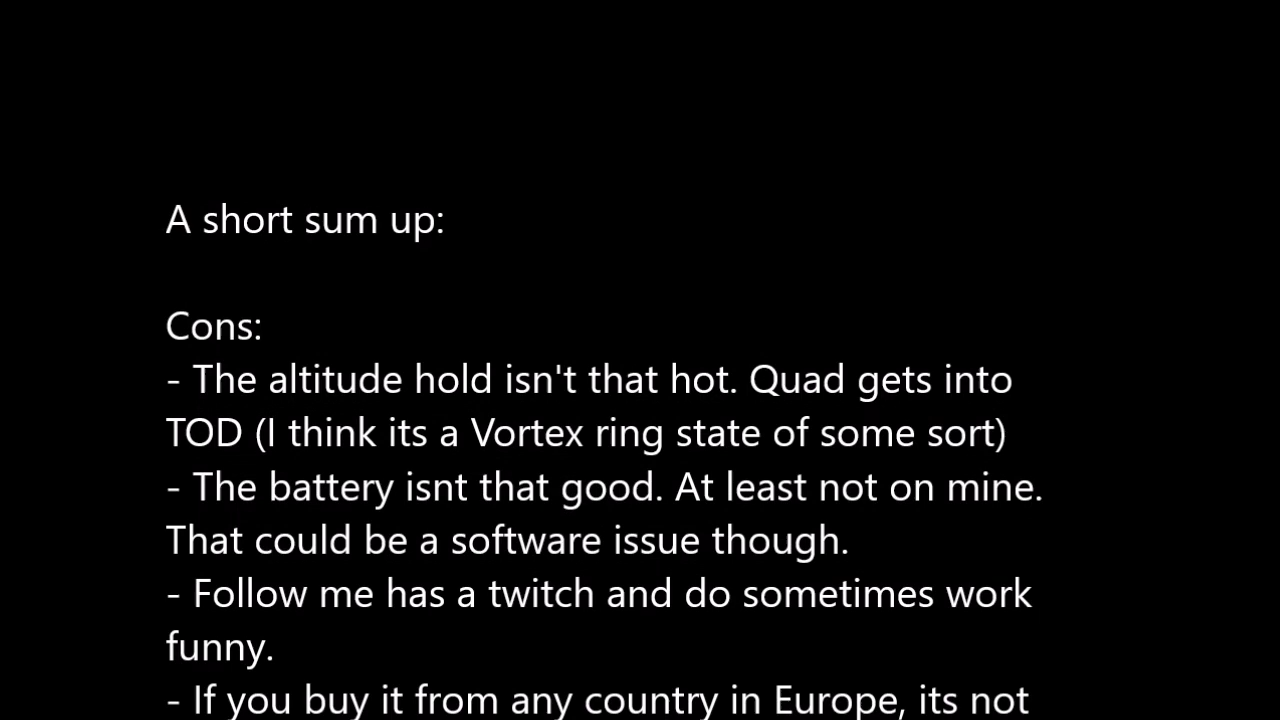 A short sum up:
Cons:
- The altitude hold isn't that hot. Quad gets into
TOD (I think its a Vortex ring state of some sort)
- The battery isnt that good. At least not on mine.
That could be a software issue though.
- Follow me has a twitch and do sometimes work
funny.
- If you buy it from any country in Europe, its not